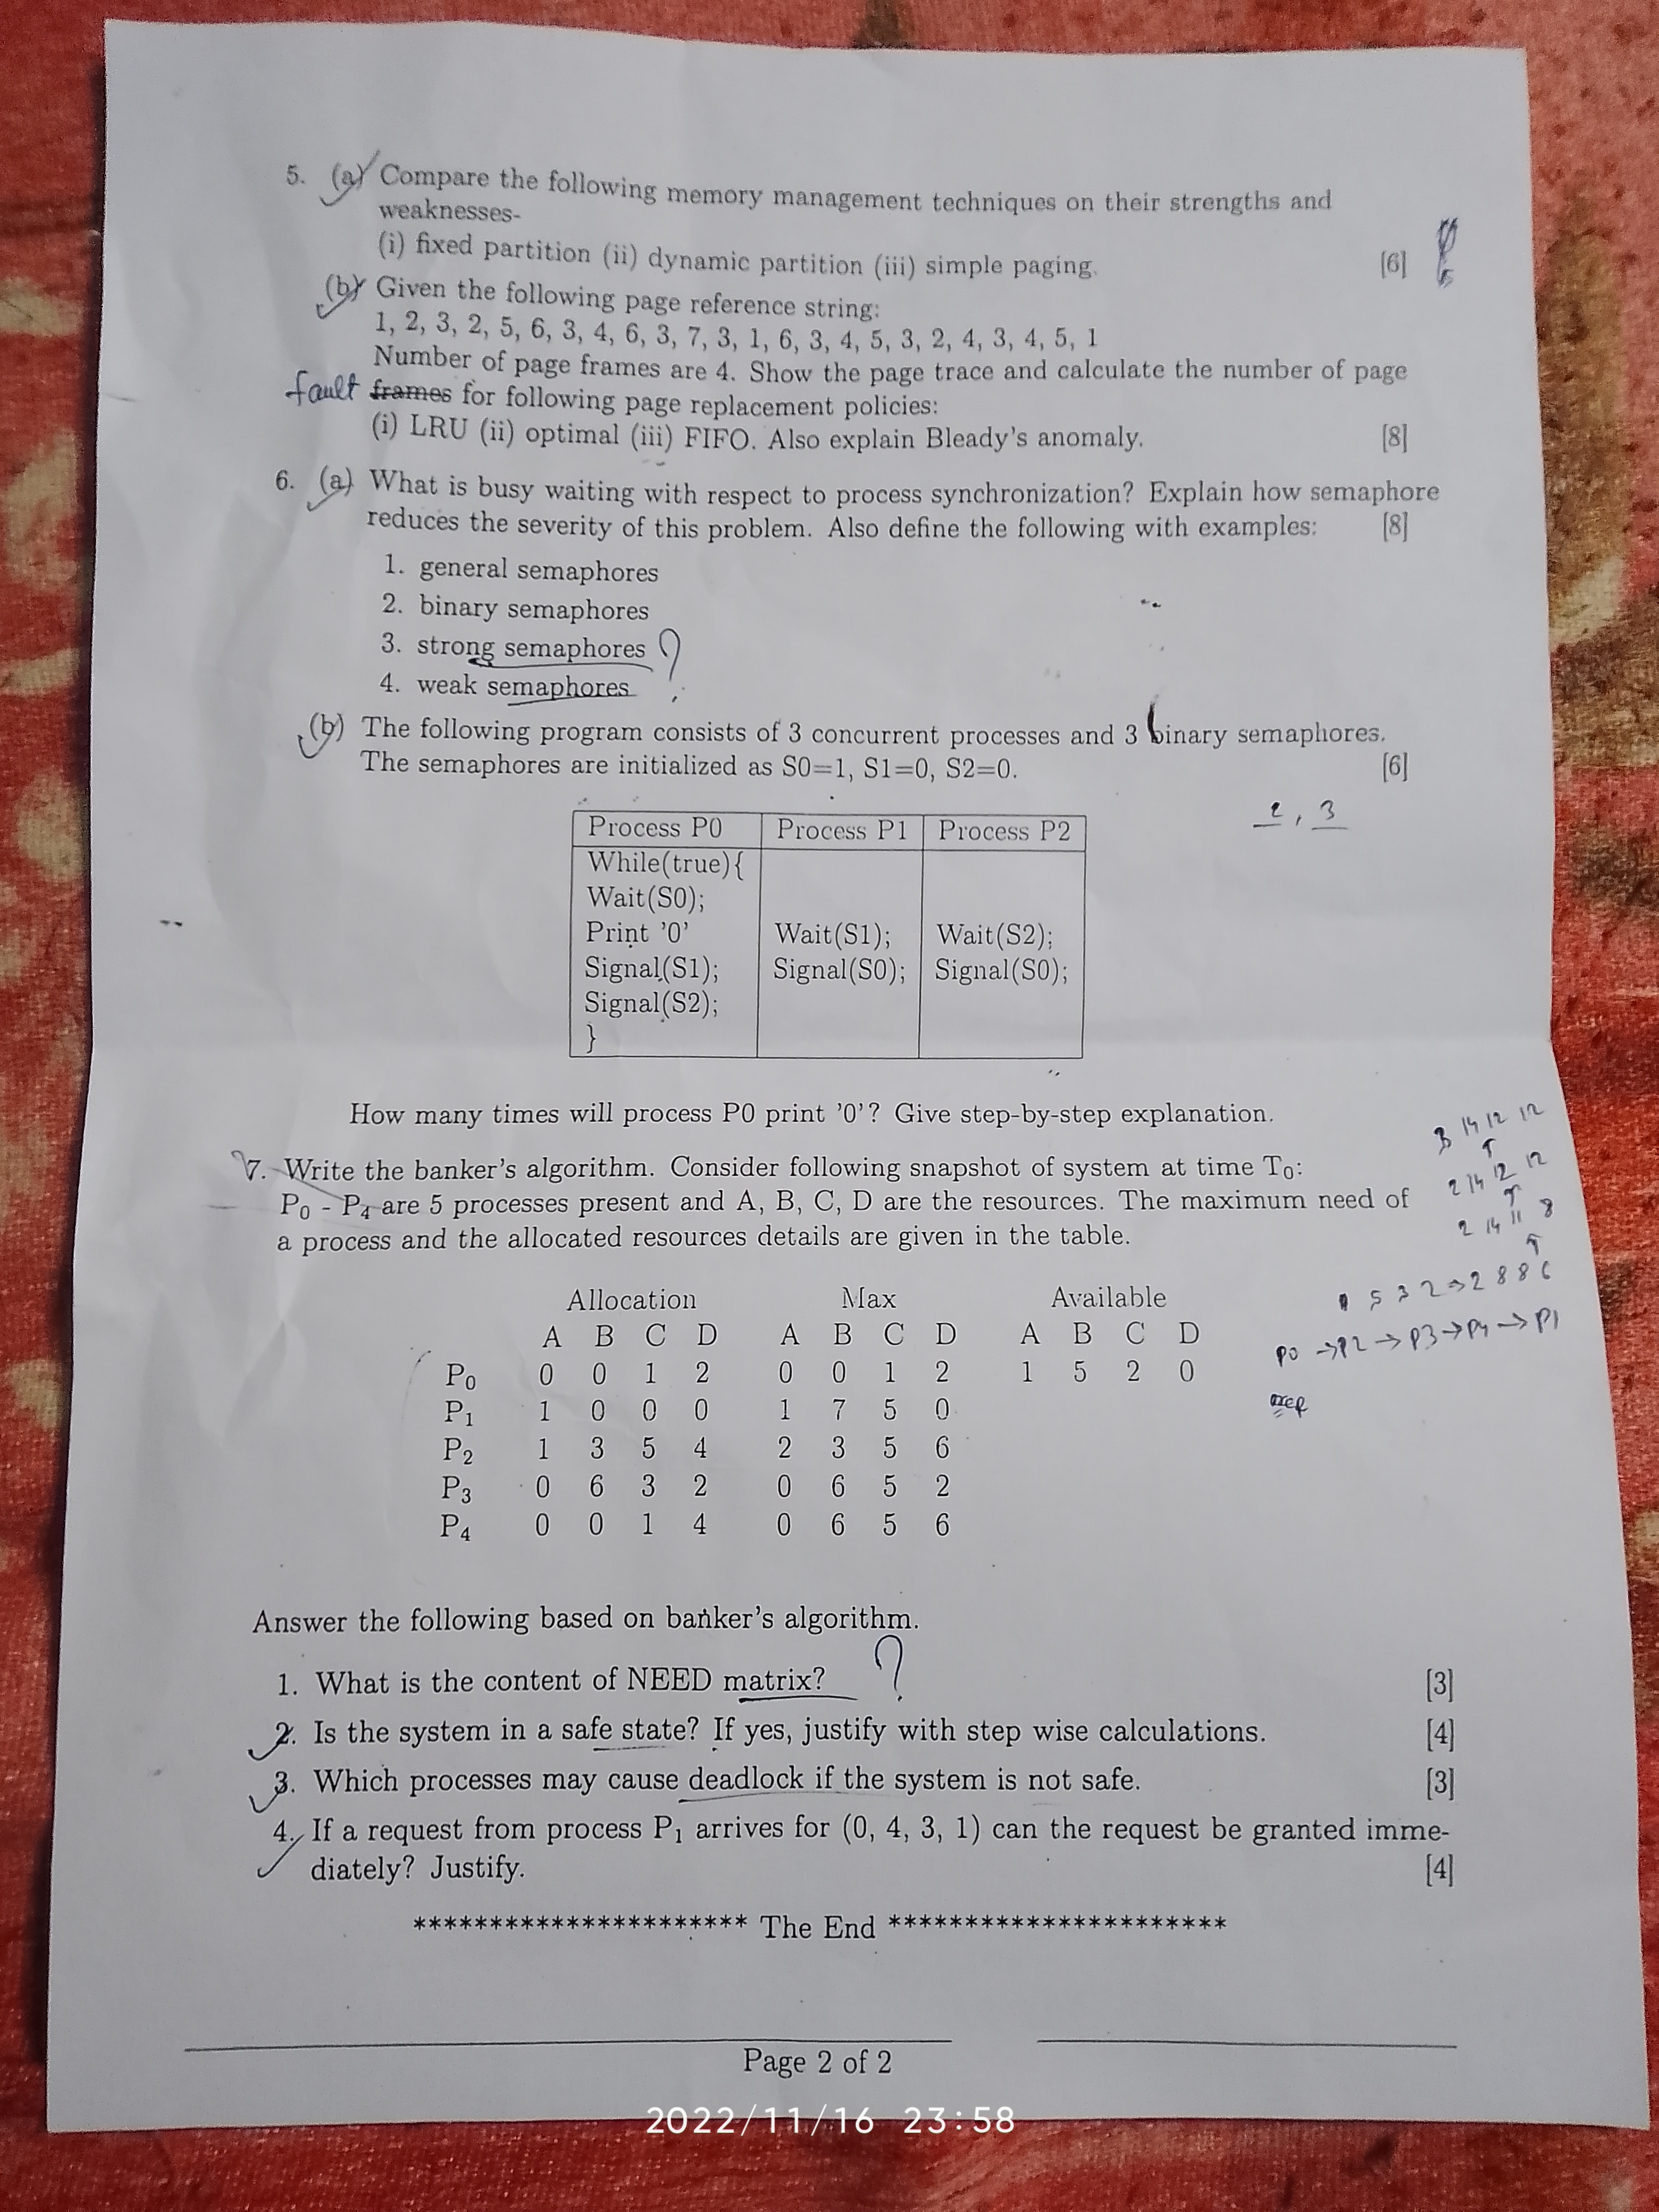 5. (a) Compare the following memory management techniques on their strengths and
weaknesses-
(i) fixed partition (ii) dynamic partition (iii) simple paging. [6]
(b) Given the following page reference string:
1, 2, 3, 2, 5, 6, 3, 4, 6, 3, 7, 3, 1, 6, 3, 4, 5, 3, 2, 4, 3, 4, 5, 1
Number of page frames are 4. Show the page trace and calculate the number of page
fault frames for following page replacement policies:
(i) LRU (ii) optimal (iii) FIFO. Also explain Bleady's anomaly. [8]
6. (a) What is busy waiting with respect to process synchronization? Explain how semaphore
reduces the severity of this problem. Also define the following with examples: [8]
1. general semaphores
2. binary semaphores
3. strong semaphores ?
4. weak semaphores
(b) The following program consists of 3 concurrent processes and 3 binary semaphores.
The semaphores are initialized as S0=1, S1=0, S2=0. [6]
2, 3
Process P0 Process P1 Process P2
While(true){
Wait(S0);
Print '0' Wait(S1); Wait(S2);
Signal(S1); Signal(S0); Signal(S0);
Signal(S2);
}
How many times will process P0 print '0'? Give step-by-step explanation.
3 14 12 12
7. Write the banker's algorithm. Consider following snapshot of system at time T0:
2 14 12 12
P0 - P4 are 5 processes present and A, B, C, D are the resources. The maximum need of
2 14 11 8
a process and the allocated resources details are given in the table.
5 3 2 → 2 8 8 6
Allocation Max Available
A B C D A B C D A B C D
P0 → P2 → P3 → P4 → P1
P0 0 0 1 2 0 0 1 2 1 5 2 0
P1 1 0 0 0 1 7 5 0
P2 1 3 5 4 2 3 5 6
P3 0 6 3 2 0 6 5 2
P4 0 0 1 4 0 6 5 6
Answer the following based on banker's algorithm.
1. What is the content of NEED matrix? ? [3]
2. Is the system in a safe state? If yes, justify with step wise calculations. [4]
3. Which processes may cause deadlock if the system is not safe. [3]
4. If a request from process P1 arrives for (0, 4, 3, 1) can the request be granted imme-
diately? Justify. [4]
********************** The End **********************
Page 2 of 2
2022/11/16 23:58